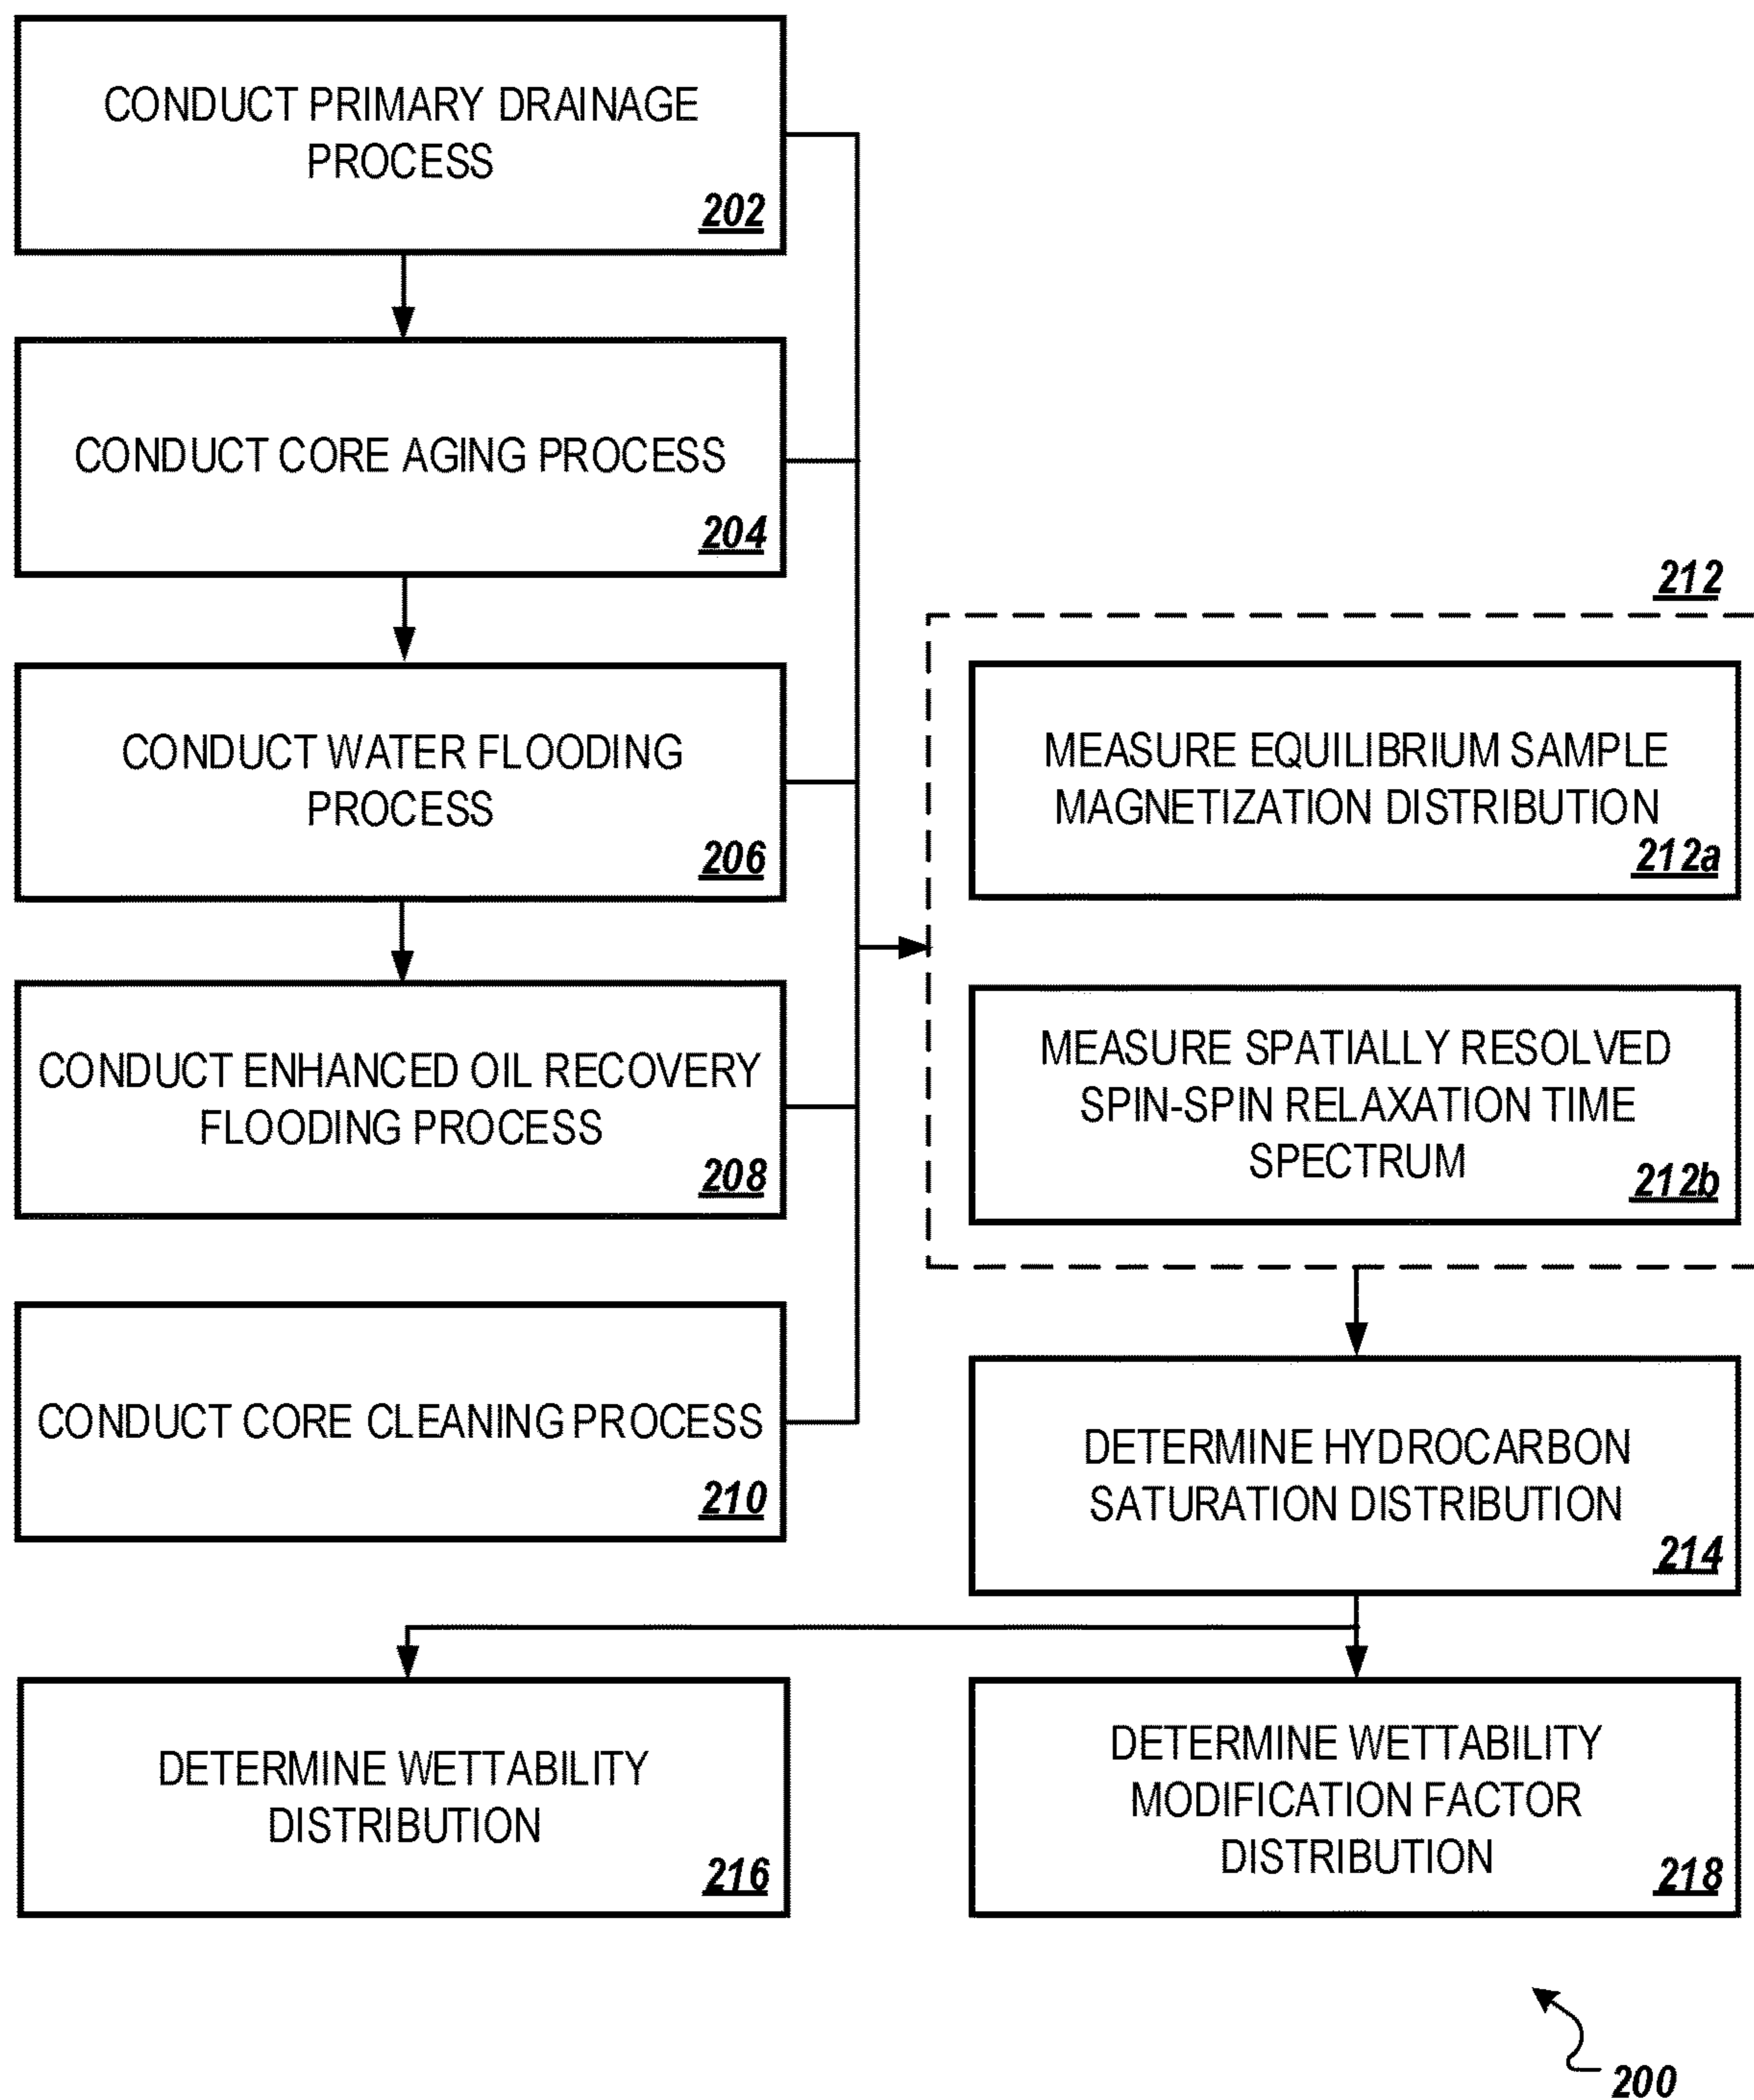 CONDUCT PRIMARY DRAINAGE
PROCESS
202
CONDUCT CORE AGING PROCESS
204
CONDUCT WATER FLOODING
PROCESS
206
CONDUCT ENHANCED OIL RECOVERY
FLOODING PROCESS
208
CONDUCT CORE CLEANING PROCESS
210
212
MEASURE EQUILIBRIUM SAMPLE
MAGNETIZATION DISTRIBUTION
212a
MEASURE SPATIALLY RESOLVED
SPIN-SPIN RELAXATION TIME
SPECTRUM
212b
DETERMINE HYDROCARBON
SATURATION DISTRIBUTION
214
DETERMINE WETTABILITY
DISTRIBUTION
216
DETERMINE WETTABILITY
MODIFICATION FACTOR
DISTRIBUTION
218
200